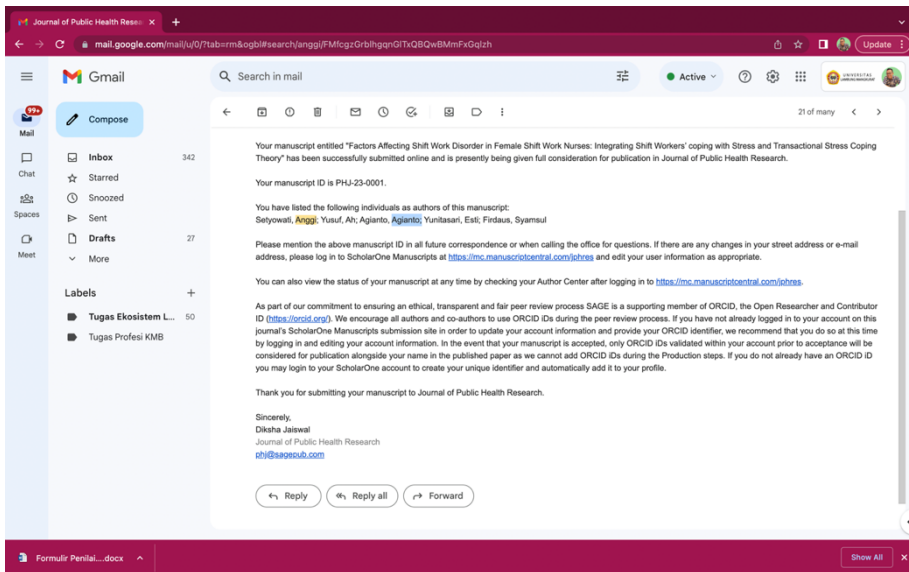 Journal of Public Health Resear
mail.google.com/mail/u/0/?tab=rm&ogbl#search/anggi/FMfcgzGrblhgqnGlTxQBQwBMmFxGqlzh
Update
Gmail
Search in mail
Active
UNIVERSITAS
99+
Mail
Compose
21 of many
Chat
Spaces
Meet
Inbox 342
Starred
Snoozed
Sent
Drafts 27
More
Labels
Tugas Ekosistem L... 50
Tugas Profesi KMB
Your manuscript entitled "Factors Affecting Shift Work Disorder in Female Shift Work Nurses: Integrating Shift Workers' coping with Stress and Transactional Stress Coping
Theory" has been successfully submitted online and is presently being given full consideration for publication in Journal of Public Health Research.
Your manuscript ID is PHJ-23-0001.
You have listed the following individuals as authors of this manuscript:
Setyowati, Anggi; Yusuf, Ah; Agianto, Agianto; Yunitasari, Esti; Firdaus, Syamsul
Please mention the above manuscript ID in all future correspondence or when calling the office for questions. If there are any changes in your street address or e-mail
address, please log in to ScholarOne Manuscripts at https://mc.manuscriptcentral.com/jphres and edit your user information as appropriate.
You can also view the status of your manuscript at any time by checking your Author Center after logging in to https://mc.manuscriptcentral.com/jphres.
As part of our commitment to ensuring an ethical, transparent and fair peer review process SAGE is a supporting member of ORCID, the Open Researcher and Contributor
ID (https://orcid.org/). We encourage all authors and co-authors to use ORCID iDs during the peer review process. If you have not already logged in to your account on this
journal's ScholarOne Manuscripts submission site in order to update your account information and provide your ORCID identifier, we recommend that you do so at this time
by logging in and editing your account information. In the event that your manuscript is accepted, only ORCID iDs validated within your account prior to acceptance will be
considered for publication alongside your name in the published paper as we cannot add ORCID iDs during the Production steps. If you do not already have an ORCID iD
you may login to your ScholarOne account to create your unique identifier and automatically add it to your profile.
Thank you for submitting your manuscript to Journal of Public Health Research.
Sincerely,
Diksha Jaiswal
Journal of Public Health Research
phj@sagepub.com
Reply
Reply all
Forward
Formulir Penilai....docx
Show All